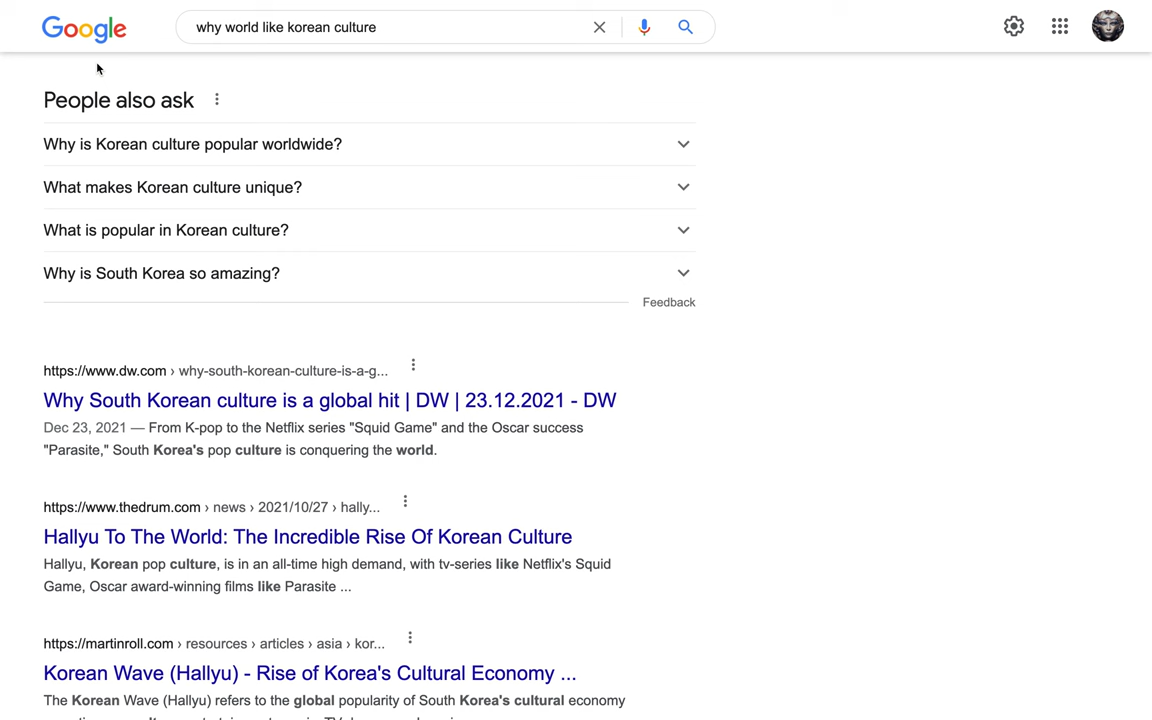 Google
why world like korean culture
People also ask
Why is Korean culture popular worldwide?
What makes Korean culture unique?
What is popular in Korean culture?
Why is South Korea so amazing?
Feedback
https://www.dw.com › why-south-korean-culture-is-a-g...
Why South Korean culture is a global hit | DW | 23.12.2021 - DW
Dec 23, 2021 — From K-pop to the Netflix series "Squid Game" and the Oscar success
"Parasite," South Korea's pop culture is conquering the world.
https://www.thedrum.com › news › 2021/10/27 › hally...
Hallyu To The World: The Incredible Rise Of Korean Culture
Hallyu, Korean pop culture, is in an all-time high demand, with tv-series like Netflix's Squid
Game, Oscar award-winning films like Parasite ...
https://martinroll.com › resources › articles › asia › kor...
Korean Wave (Hallyu) - Rise of Korea's Cultural Economy ...
The Korean Wave (Hallyu) refers to the global popularity of South Korea's cultural economy